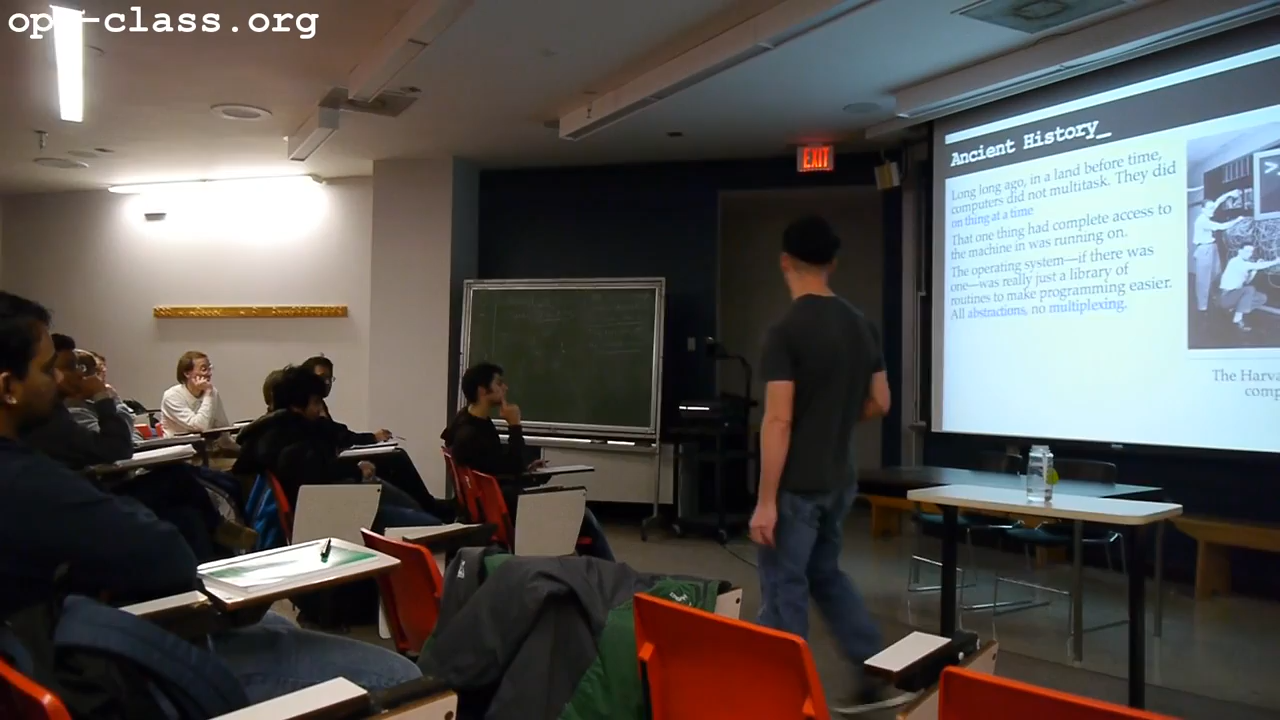 ops-class.org
EXIT
Ancient History_
Long long ago, in a land before time,
computers did not multitask. They did
on thing at a time
That one thing had complete access to
the machine in was running on.
The operating system—if there was
one—was really just a library of
routines to make programming easier.
All abstractions, no multiplexing.
The Harva
comp